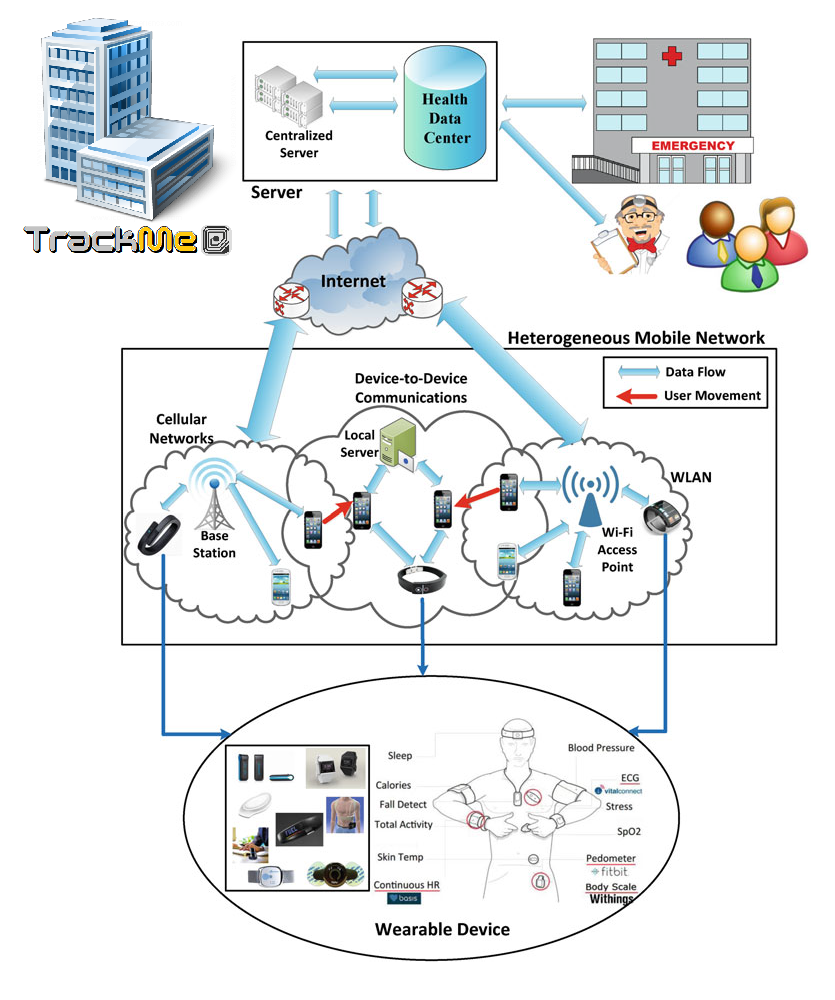 Health
Data
Center
Centralized
Server
EMERGENCY
Server
TrackMe
Internet
Heterogeneous Mobile Network
Data Flow
User Movement
Device-to-Device
Communications
Cellular
Networks
Local
Server
WLAN
Base
Station
Wi-Fi
Access
Point
Sleep
Blood Pressure
Calories
ECG
vitalconnect
Fall Detect
Stress
Total Activity
SpO2
Skin Temp
Pedometer
fitbit
Continuous HR
basis
Body Scale
Withings
FUEL
Wearable Device